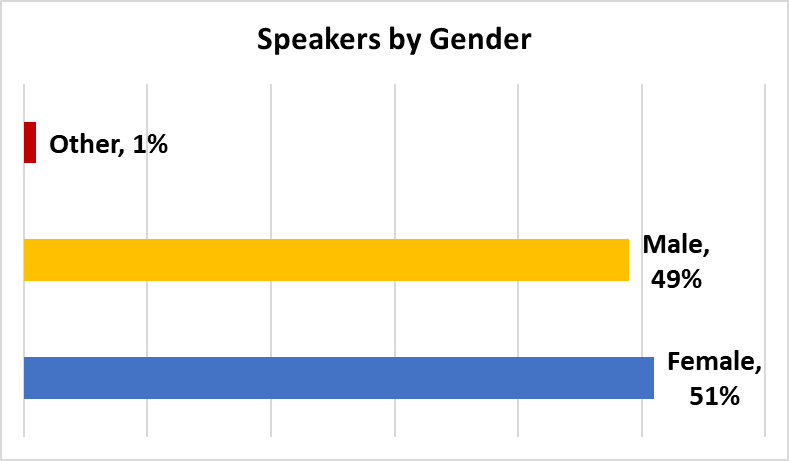 Speakers by Gender
Other, 1%
Male,
49%
Female,
51%